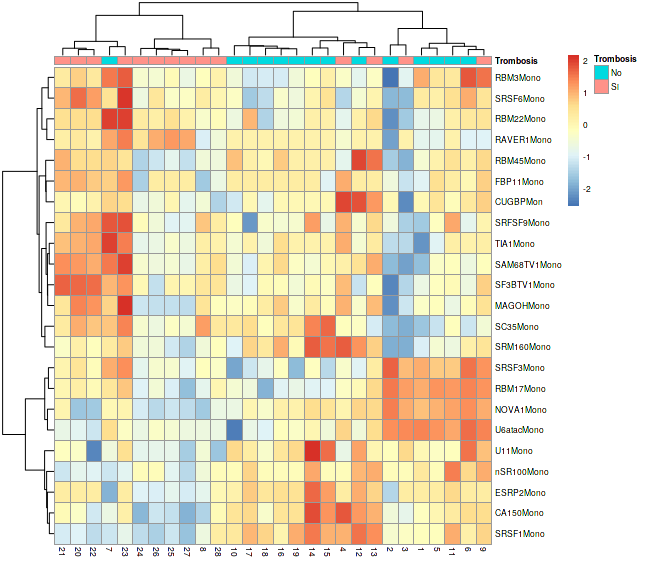 Trombosis
RBM3Mono
SRSF6Mono
RBM22Mono
RAVER1Mono
RBM45Mono
FBP11Mono
CUGBPMon
SRFSF9Mono
TIA1Mono
SAM68TV1Mono
SF3BTV1Mono
MAGOHMono
SC35Mono
SRM160Mono
SRSF3Mono
RBM17Mono
NOVA1Mono
U6atacMono
U11Mono
nSR100Mono
ESRP2Mono
CA150Mono
SRSF1Mono
21 20 22 7 23 24 26 25 27 8 28 10 17 18 16 19 14 15 4 12 13 2 3 1 5 11 6 9
2
1
0
-1
-2
Trombosis
No
SI